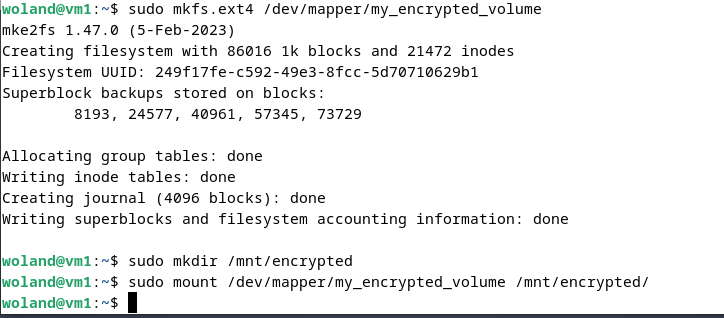 woland@vm1:~$ sudo mkfs.ext4 /dev/mapper/my_encrypted_volume
mke2fs 1.47.0 (5-Feb-2023)
Creating filesystem with 86016 1k blocks and 21472 inodes
Filesystem UUID: 249f17fe-c592-49e3-8fcc-5d70710629b1
Superblock backups stored on blocks:
        8193, 24577, 40961, 57345, 73729
Allocating group tables: done
Writing inode tables: done
Creating journal (4096 blocks): done
Writing superblocks and filesystem accounting information: done
woland@vm1:~$ sudo mkdir /mnt/encrypted
woland@vm1:~$ sudo mount /dev/mapper/my_encrypted_volume /mnt/encrypted/
woland@vm1:~$